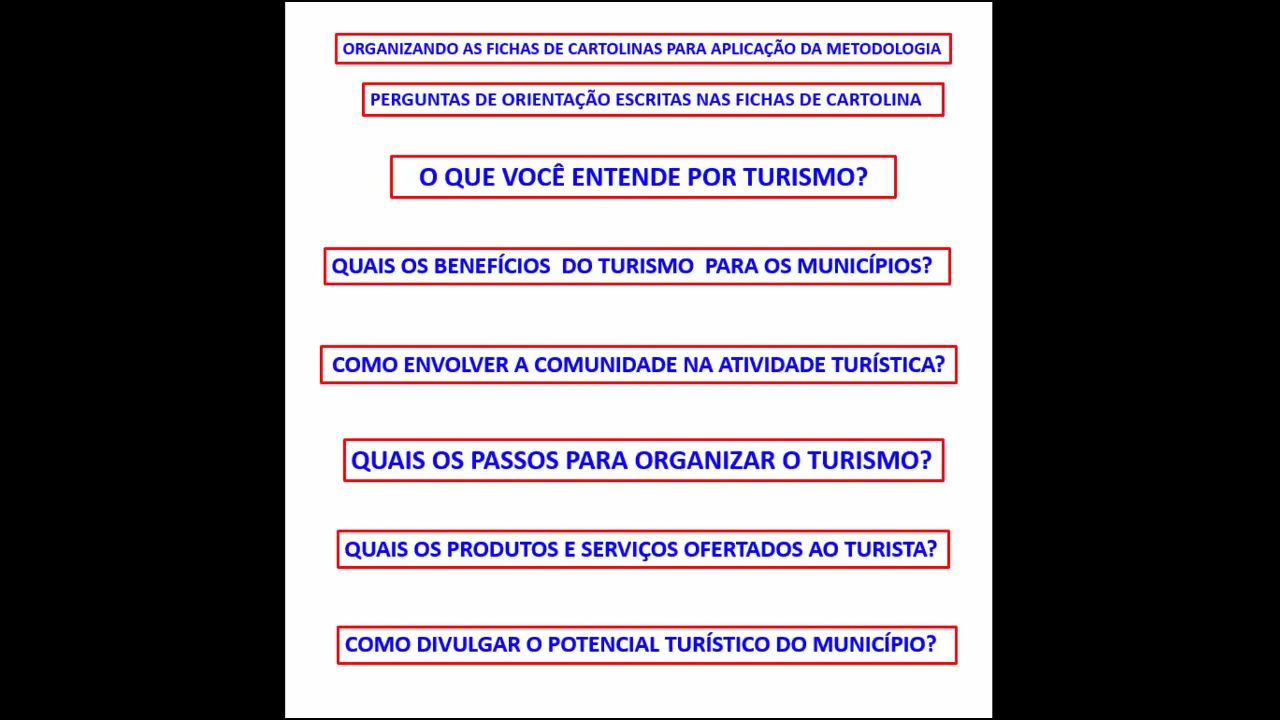 ORGANIZANDO AS FICHAS DE CARTOLINAS PARA APLICAÇÃO DA METODOLOGIA
PERGUNTAS DE ORIENTAÇÃO ESCRITAS NAS FICHAS DE CARTOLINA
O QUE VOCÊ ENTENDE POR TURISMO?
QUAIS OS BENEFÍCIOS DO TURISMO PARA OS MUNICÍPIOS?
COMO ENVOLVER A COMUNIDADE NA ATIVIDADE TURÍSTICA?
QUAIS OS PASSOS PARA ORGANIZAR O TURISMO?
QUAIS OS PRODUTOS E SERVIÇOS OFERTADOS AO TURISTA?
COMO DIVULGAR O POTENCIAL TURÍSTICO DO MUNICÍPIO?